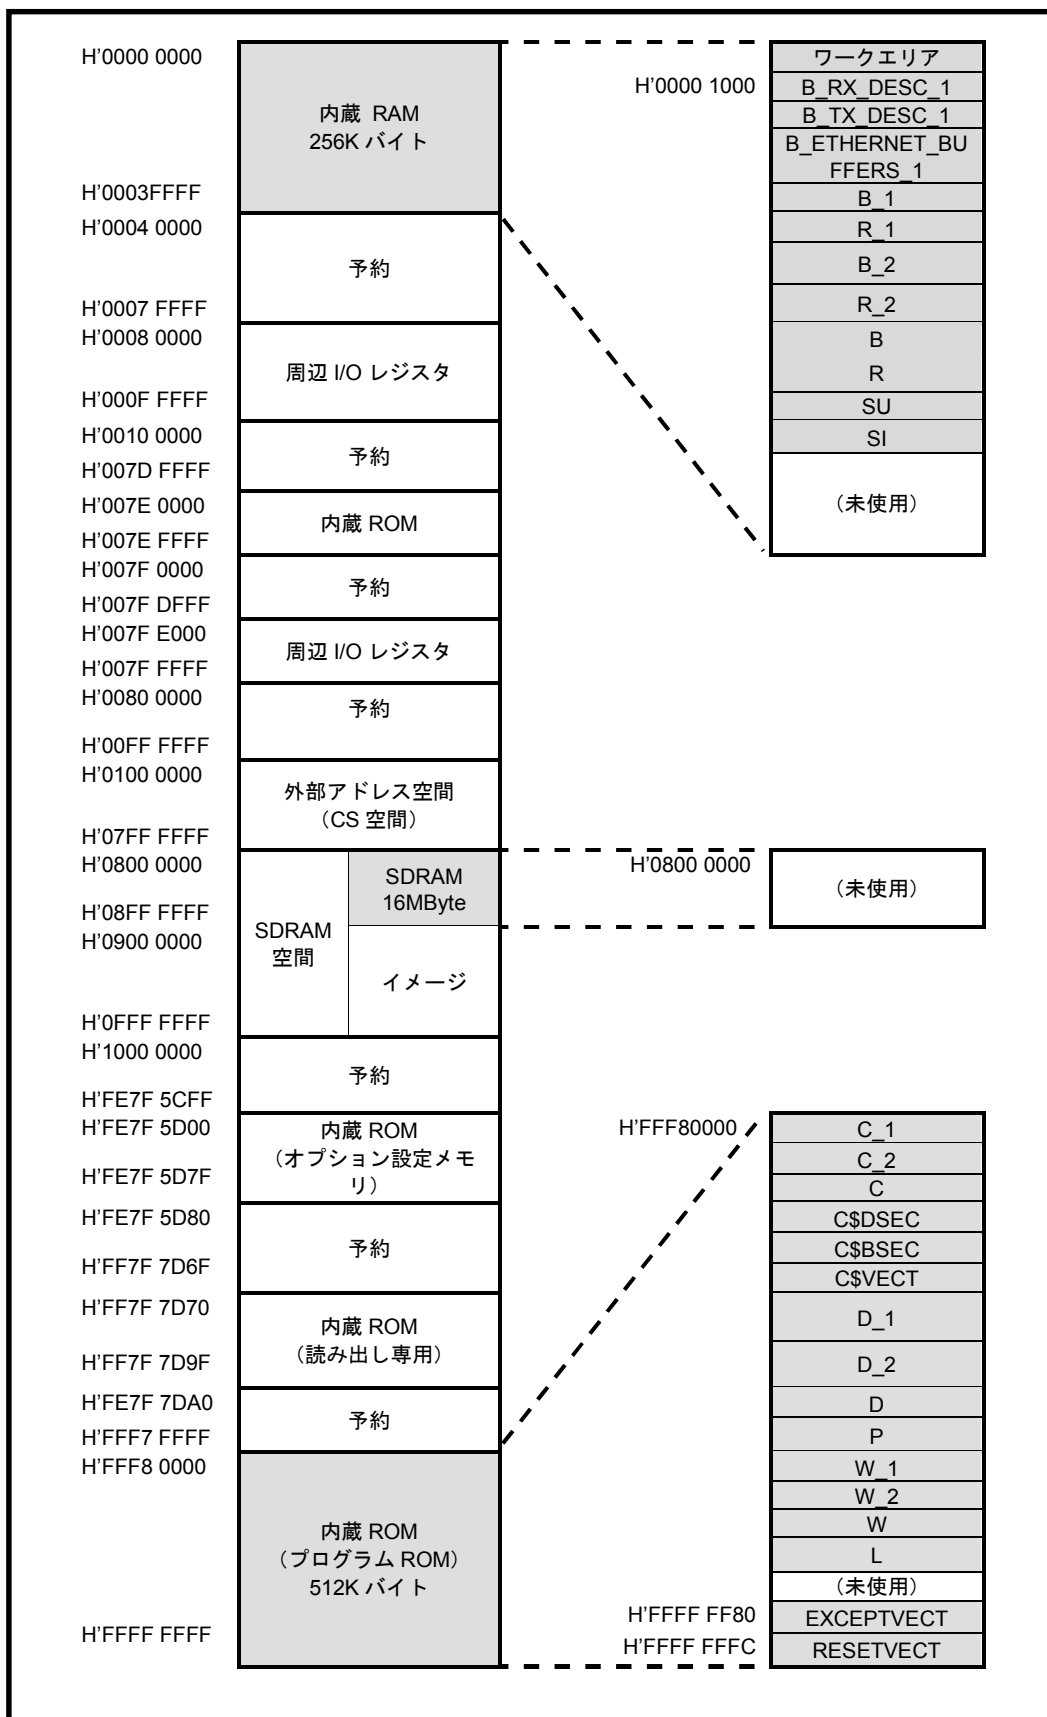 H'0000 0000
内蔵 RAM
256K バイト
H'0003FFFF
H'0004 0000
予約
H'0007 FFFF
H'0008 0000
周辺 I/O レジスタ
H'000F FFFF
H'0010 0000
予約
H'007D FFFF
H'007E 0000
内蔵 ROM
H'007E FFFF
H'007F 0000
予約
H'007F DFFF
H'007F E000
周辺 I/O レジスタ
H'007F FFFF
H'0080 0000
予約
H'00FF FFFF
H'0100 0000
外部アドレス空間
（CS 空間）
H'07FF FFFF
H'0800 0000
SDRAM
16MByte
H'08FF FFFF
H'0900 0000
SDRAM
空間
イメージ
H'0FFF FFFF
H'1000 0000
予約
H'FE7F 5CFF
H'FE7F 5D00
内蔵 ROM
（オプション設定メモ
リ）
H'FE7F 5D7F
H'FE7F 5D80
予約
H'FF7F 7D6F
H'FF7F 7D70
内蔵 ROM
（読み出し専用）
H'FF7F 7D9F
H'FE7F 7DA0
予約
H'FFF7 FFFF
H'FFF8 0000
内蔵 ROM
（プログラム ROM）
512K バイト
H'FFFF FFFF
ワークエリア
H'0000 1000
B_RX_DESC_1
B_TX_DESC_1
B_ETHERNET_BU
FFERS_1
B_1
R_1
B_2
R_2
B
R
SU
SI
（未使用）
H'0800 0000
（未使用）
H'FFF80000
C_1
C_2
C
C$DSEC
C$BSEC
C$VECT
D_1
D_2
D
P
W_1
W_2
W
L
（未使用）
H'FFFF FF80
EXCEPTVECT
H'FFFF FFFC
RESETVECT